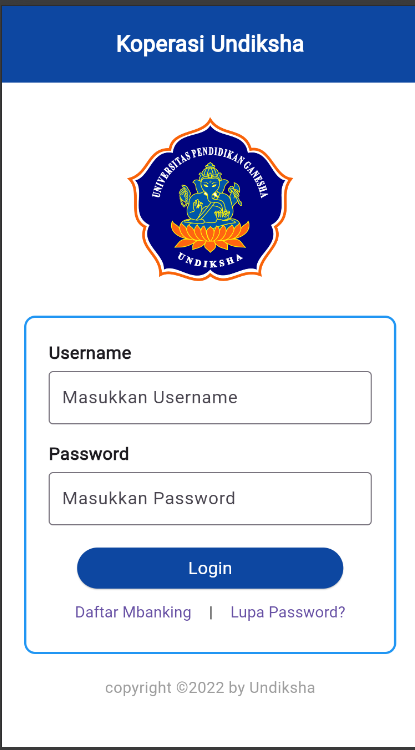 Koperasi Undiksha
UNIVERSITAS PENDIDIKAN GANESHA
UNDIKSHA
Username
Masukkan Username
Password
Masukkan Password
Login
Daftar Mbanking | Lupa Password?
copyright ©2022 by Undiksha